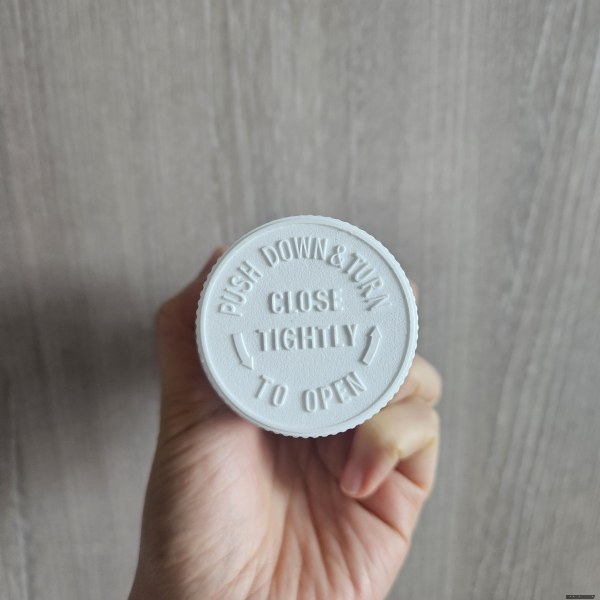 PUSH DOWN & TURN
CLOSE
TIGHTLY
TO OPEN